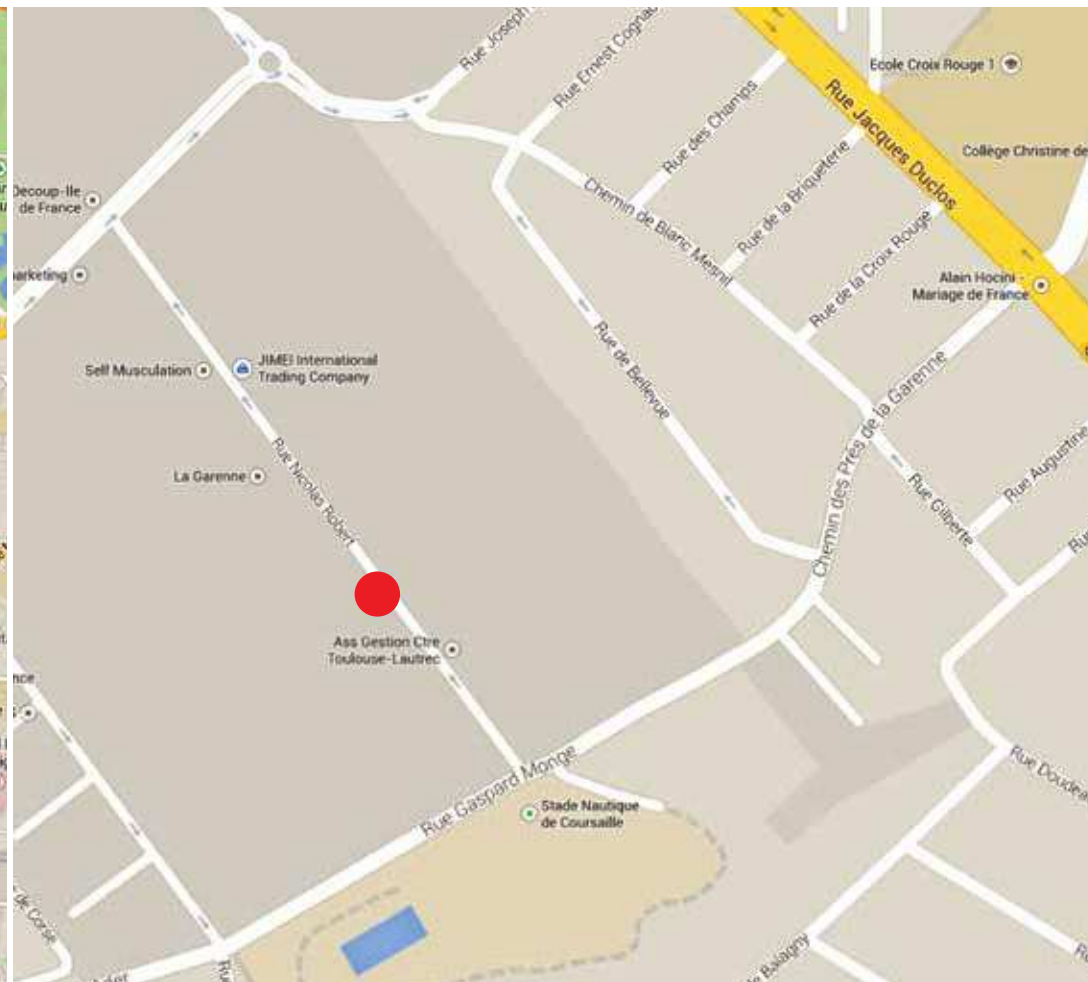 Rue Joseph
Rue Ernest Cognac
Ecole Croix Rouge 1
Rue Jacques Duclos
Rue des Champs
Collège Christine de
Rue de la Briqueterie
Decoup-Ile
de France
Chemin de Blanc Mesnil
Rue de la Croix Rouge
arketing
Alain Hocini -
Mariage de France
Self Musculation
JIMEI International
Trading Company
Rue de Bellevue
Chemin des Prés de la Garenne
La Garenne
Rue Nicolas Robert
Rue Gilberte
Rue Augustine
Rue
Ass Gestion Ctre
Toulouse-Lautrec
nce
Rue Gaspard Monge
Stade Nautique
de Coursaille
Rue Doudea
de Corse
Balagny